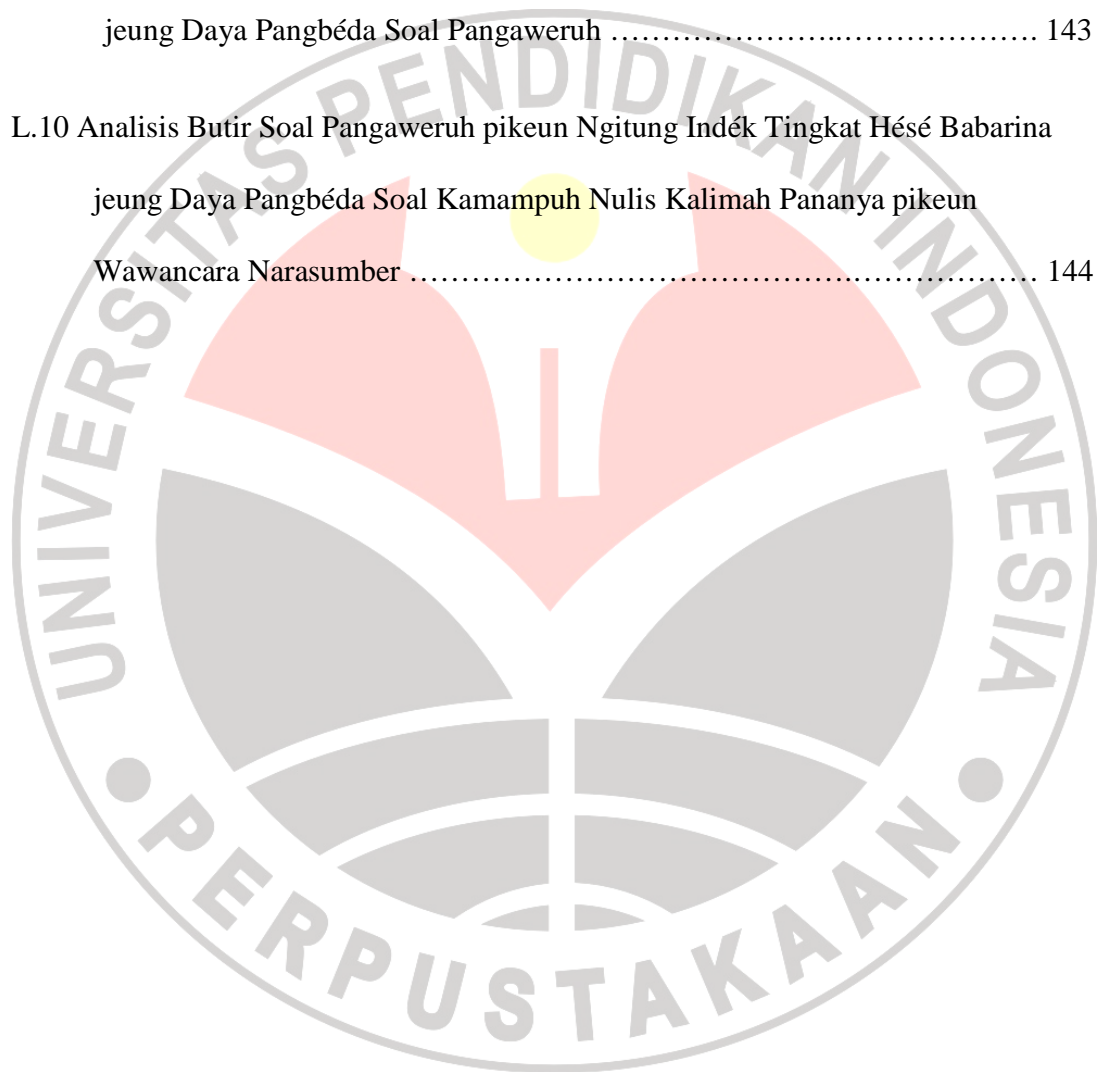 jeung Daya Pangbéda Soal Pangaweruh …………………..………………. 143
L.10 Analisis Butir Soal Pangaweruh pikeun Ngitung Indék Tingkat Hésé Babarina
jeung Daya Pangbéda Soal Kamampuh Nulis Kalimah Pananya pikeun
Wawancara Narasumber …………………………………….……………… 144
UNIVERSITAS PENDIDIKAN INDONESIA
PERPUSTAKAAN